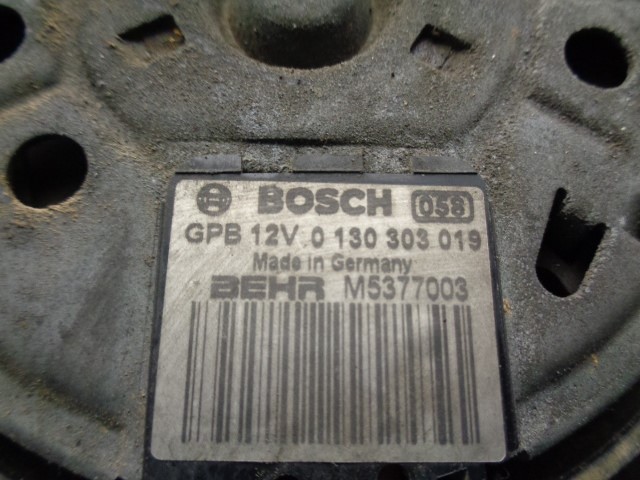 BOSCH 058
GPB 12V 0 130 303 019
Made in Germany
BEHR M5377003